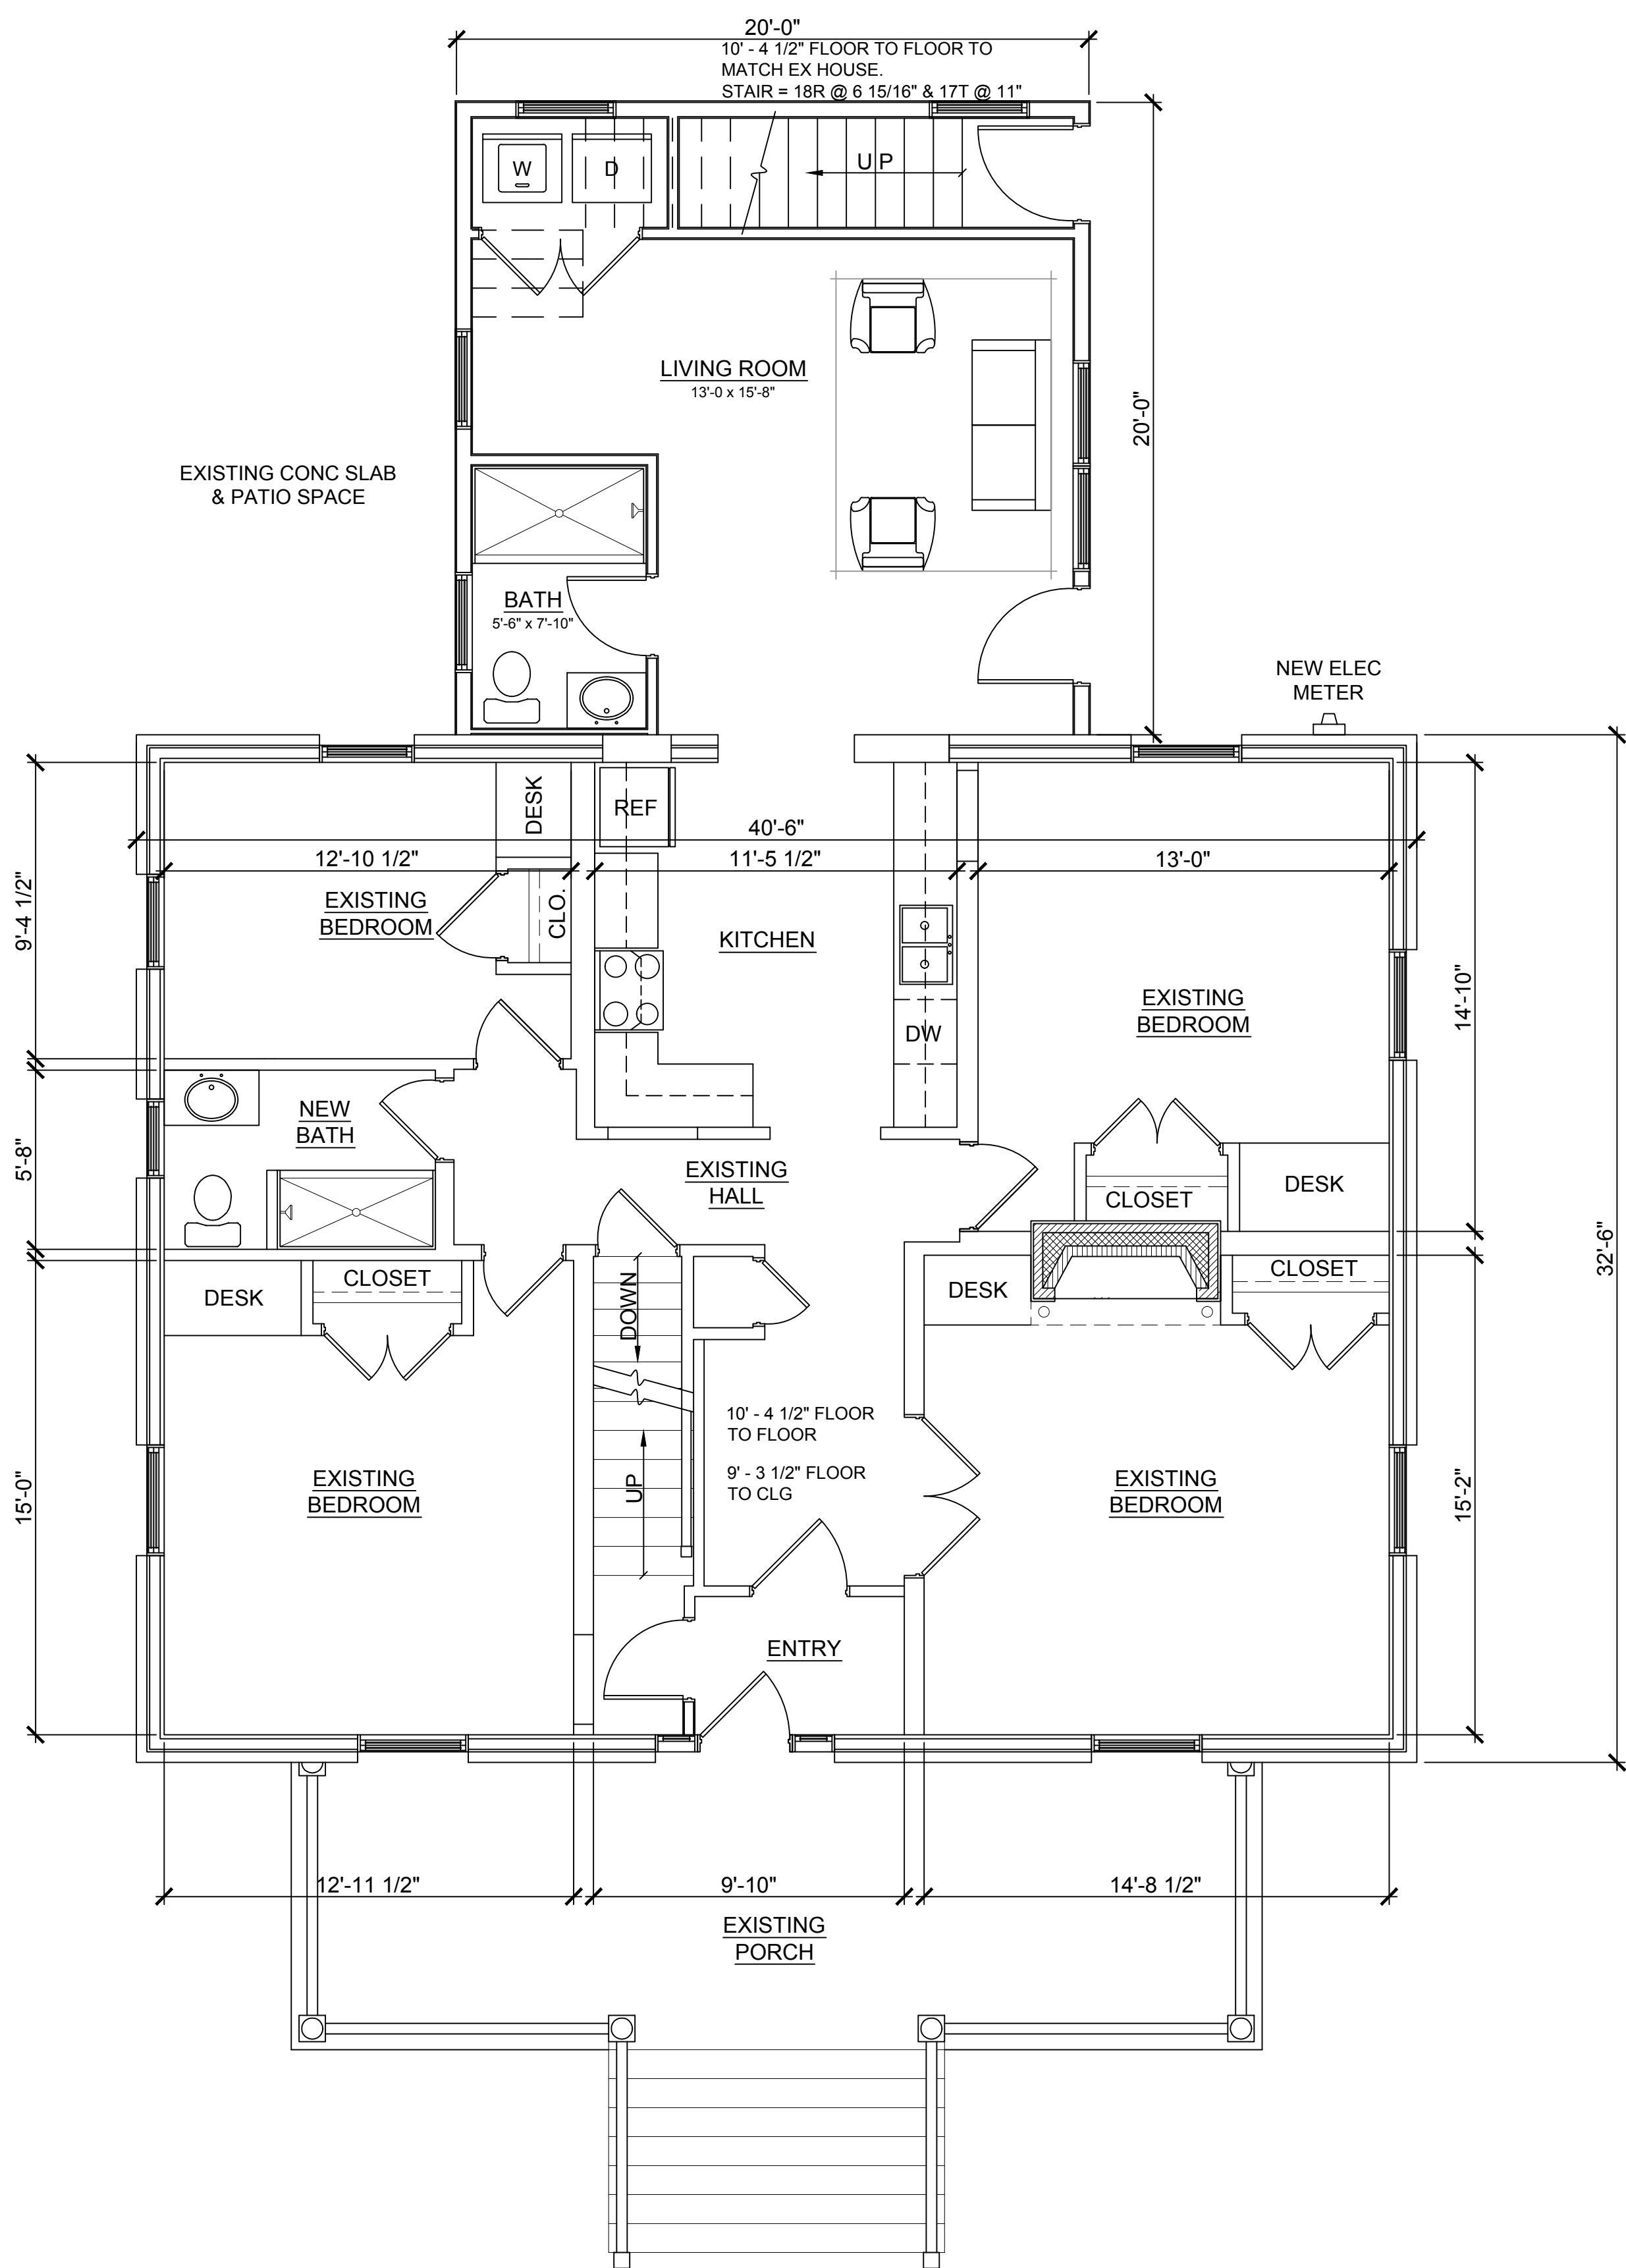 20'-0"
10' - 4 1/2" FLOOR TO FLOOR TO
MATCH EX HOUSE.
STAIR = 18R @ 6 15/16" & 17T @ 11"
W
D
UP
LIVING ROOM
13'-0 x 15'-8"
20'-0"
EXISTING CONC SLAB
& PATIO SPACE
BATH
5'-6" x 7'-10"
NEW ELEC
METER
DESK
REF
40'-6"
12'-10 1/2"
11'-5 1/2"
13'-0"
9'-4 1/2"
EXISTING
BEDROOM
CLO.
KITCHEN
EXISTING
BEDROOM
14'-10"
DW
NEW
BATH
5'-8"
EXISTING
HALL
CLOSET
DESK
32'-6"
DESK
CLOSET
DOWN
DESK
CLOSET
10' - 4 1/2" FLOOR
TO FLOOR
9' - 3 1/2" FLOOR
TO CLG
UP
15'-0"
EXISTING
BEDROOM
EXISTING
BEDROOM
15'-2"
ENTRY
12'-11 1/2"
9'-10"
14'-8 1/2"
EXISTING
PORCH